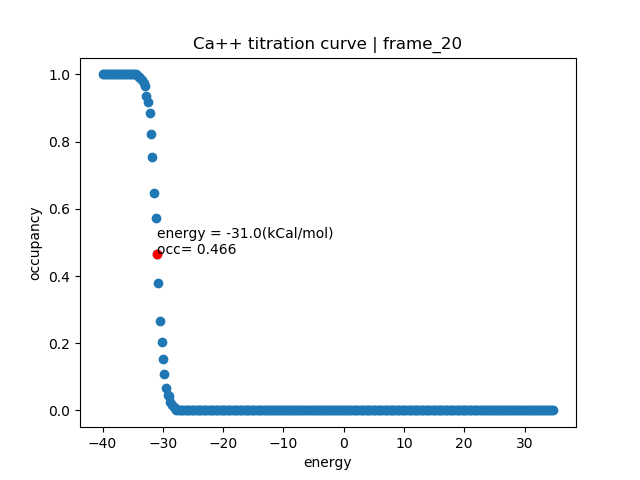 Ca++ titration curve | frame_20
1.0
0.8
0.6
0.4
0.2
0.0
occupancy
energy = -31.0(kCal/mol)
occ= 0.466
−40
−30
−20
−10
0
10
20
30
energy